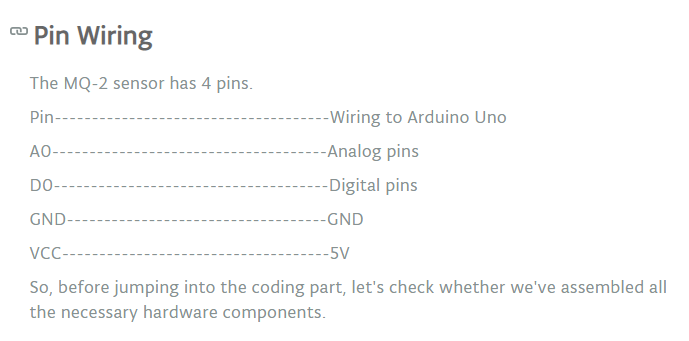 Pin Wiring
The MQ-2 sensor has 4 pins.
Pin-------------------------------------Wiring to Arduino Uno
A0-------------------------------------Analog pins
D0-------------------------------------Digital pins
GND-----------------------------------GND
VCC------------------------------------5V
So, before jumping into the coding part, let's check whether we've assembled all
the necessary hardware components.